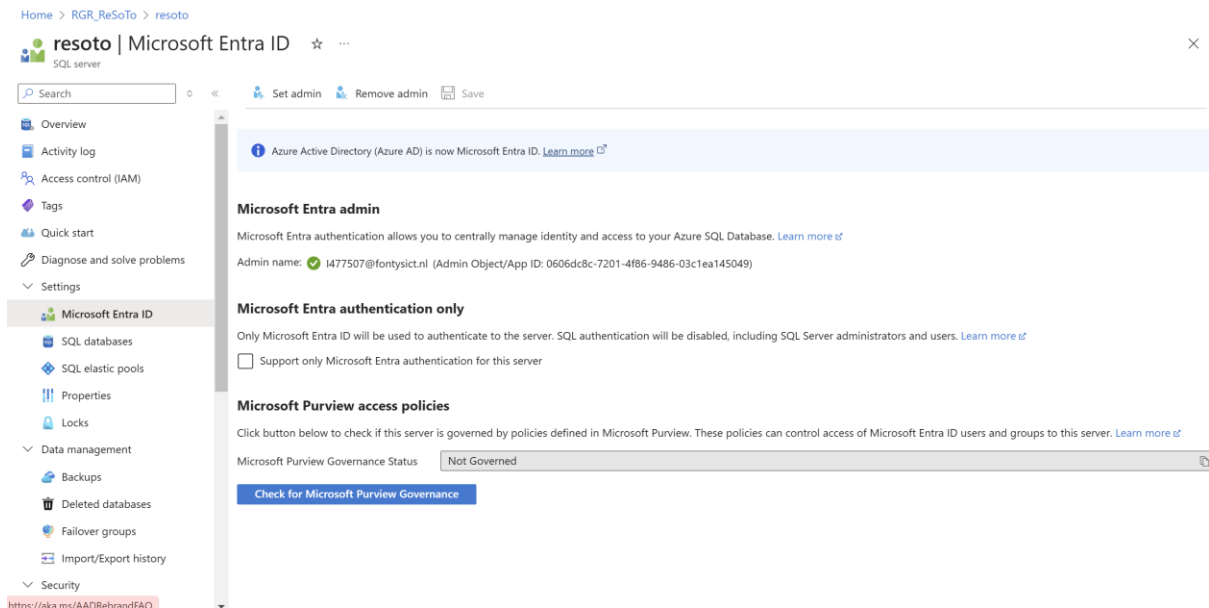 Home > RGR_ReSoTo > resoto
resoto | Microsoft Entra ID
SQL server
Search
Set admin
Remove admin
Save
Overview
Activity log
Access control (IAM)
Tags
Quick start
Diagnose and solve problems
Settings
Microsoft Entra ID
SQL databases
SQL elastic pools
Properties
Locks
Data management
Backups
Deleted databases
Failover groups
Import/Export history
Security
https://aka.ms/AADRebrandFAQ
Azure Active Directory (Azure AD) is now Microsoft Entra ID. Learn more
Microsoft Entra admin
Microsoft Entra authentication allows you to centrally manage identity and access to your Azure SQL Database. Learn more
Admin name: I477507@fontysict.nl (Admin Object/App ID: 0606dc8c-7201-4f86-9486-03c1ea145049)
Microsoft Entra authentication only
Only Microsoft Entra ID will be used to authenticate to the server. SQL authentication will be disabled, including SQL Server administrators and users. Learn more
Support only Microsoft Entra authentication for this server
Microsoft Purview access policies
Click button below to check if this server is governed by policies defined in Microsoft Purview. These policies can control access of Microsoft Entra ID users and groups to this server. Learn more
Microsoft Purview Governance Status Not Governed
Check for Microsoft Purview Governance